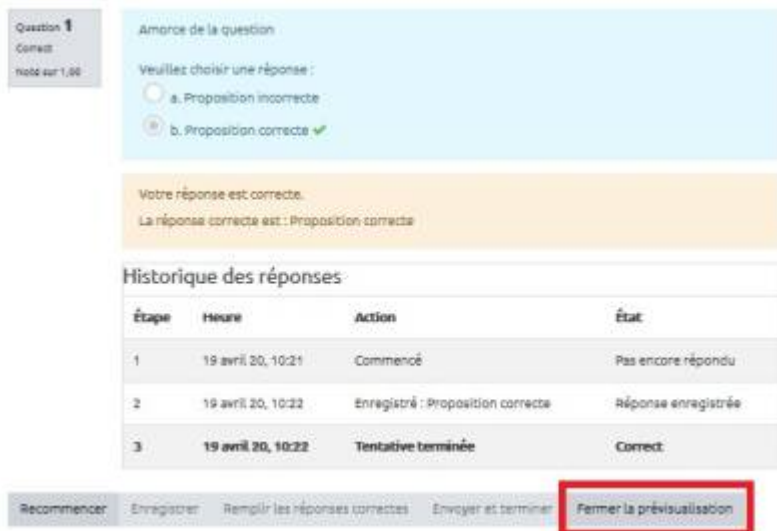 Question 1
Correct
Noté sur 1,00
Amorce de la question
Veuillez choisir une réponse :
a. Proposition incorrecte
b. Proposition correcte
Votre réponse est correcte.
La réponse correcte est : Proposition correcte
Historique des réponses
Étape Heure Action État
1 19 avril 20, 10:21 Commencé Pas encore répondu
2 19 avril 20, 10:22 Enregistré : Proposition correcte Réponse enregistrée
3 19 avril 20, 10:22 Tentative terminée Correct
Recommencer Enregistrer Remplir les réponses correctes Envoyer et terminer Fermer la prévisualisation